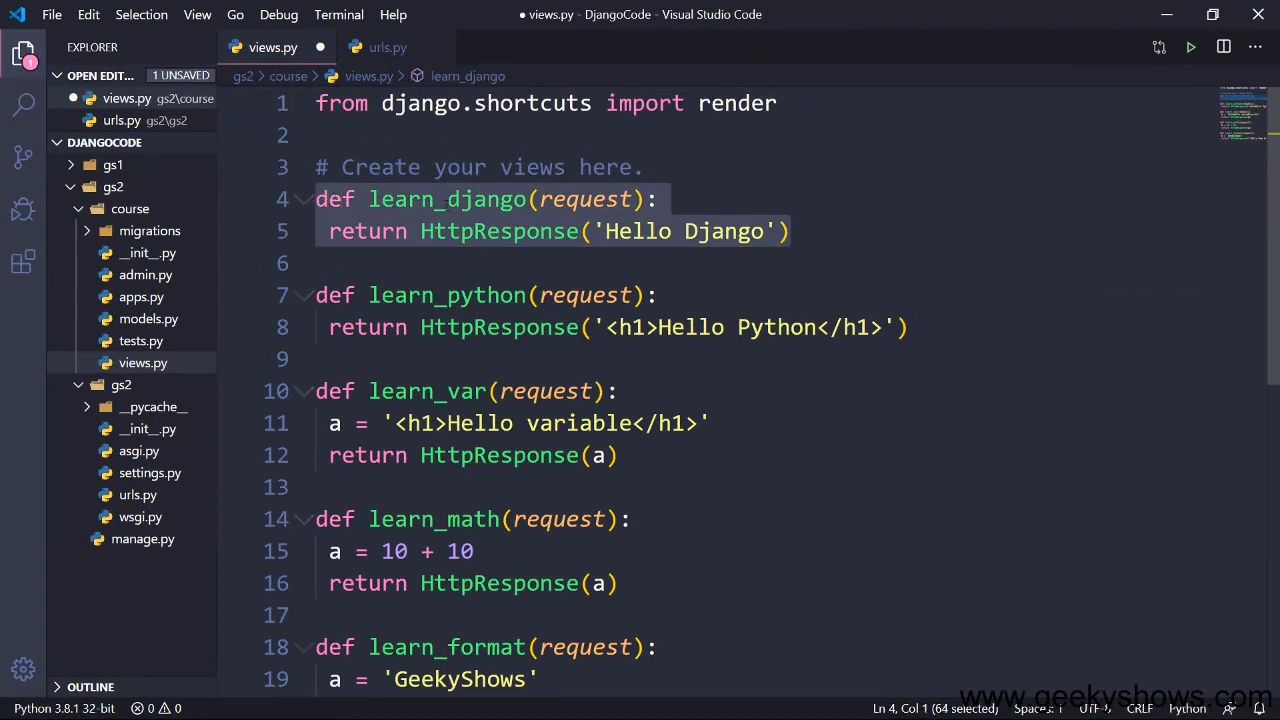 File Edit Selection View Go Debug Terminal Help
● views.py - DjangoCode - Visual Studio Code
EXPLORER
OPEN EDIT... 1 UNSAVED
views.py gs2\course
urls.py gs2\gs2
DJANGOCODE
gs1
gs2
course
migrations
__init__.py
admin.py
apps.py
models.py
tests.py
views.py
gs2
__pycache__
__init__.py
asgi.py
settings.py
urls.py
wsgi.py
manage.py
OUTLINE
views.py urls.py
gs2 > course > views.py > learn_django
1 from django.shortcuts import render
2
3 # Create your views here.
4 def learn_django(request):
5 return HttpResponse('Hello Django')
6
7 def learn_python(request):
8 return HttpResponse('<h1>Hello Python</h1>')
9
10 def learn_var(request):
11 a = '<h1>Hello variable</h1>'
12 return HttpResponse(a)
13
14 def learn_math(request):
15 a = 10 + 10
16 return HttpResponse(a)
17
18 def learn_format(request):
19 a = 'GeekyShows'
www.geekyshows.com
Python 3.8.1 32-bit 0 0 Ln 4, Col 1 (64 selected) Spaces: 1 UTF-8 CRLF Python